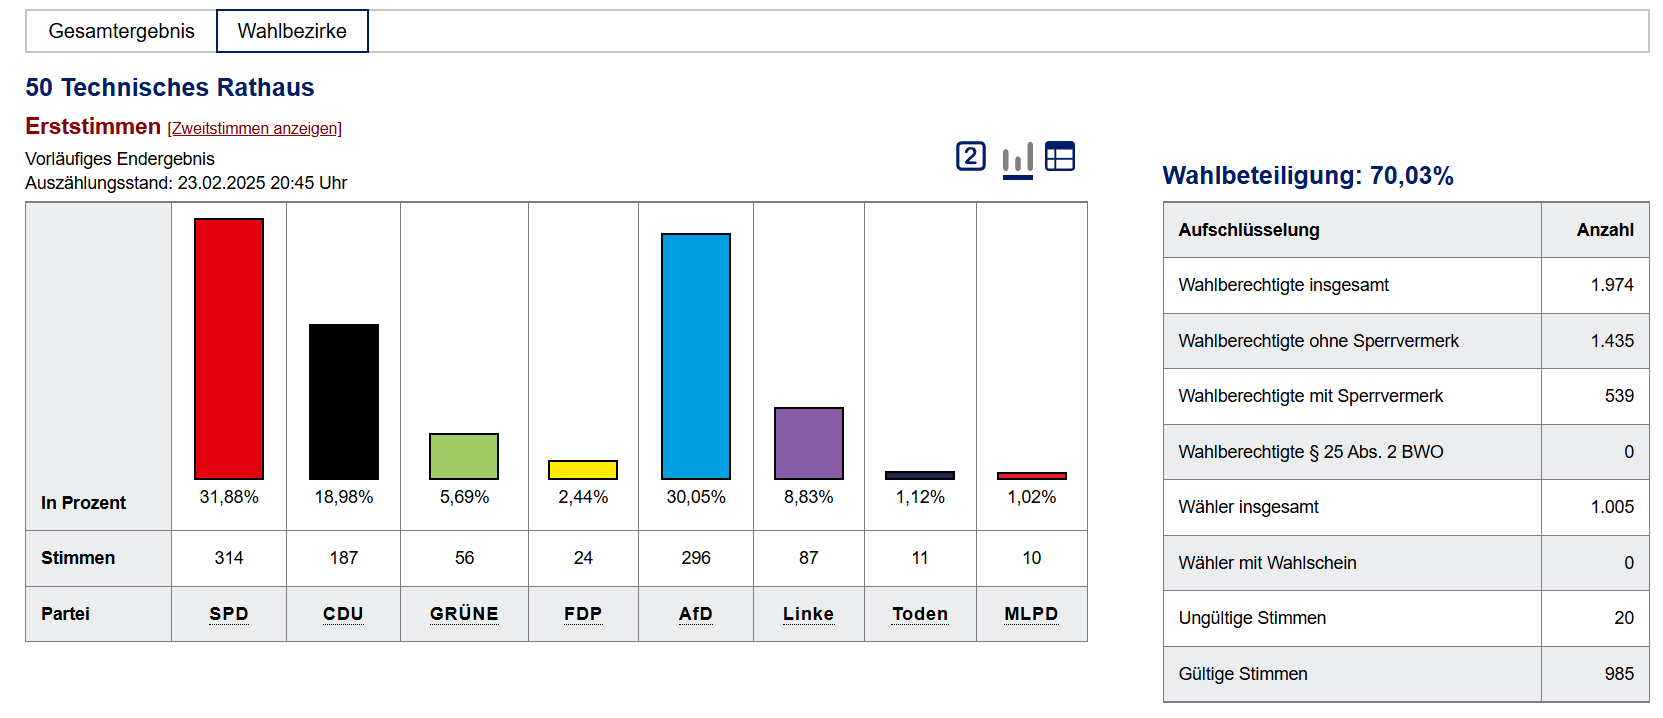 Gesamtergebnis Wahlbezirke
50 Technisches Rathaus
Erststimmen [Zweitstimmen anzeigen]
Vorläufiges Endergebnis
Auszählungsstand: 23.02.2025 20:45 Uhr
2
In Prozent 31,88% 18,98% 5,69% 2,44% 30,05% 8,83% 1,12% 1,02%
Stimmen 314 187 56 24 296 87 11 10
Partei SPD CDU GRÜNE FDP AfD Linke Toden MLPD
Wahlbeteiligung: 70,03%
Aufschlüsselung Anzahl
Wahlberechtigte insgesamt 1.974
Wahlberechtigte ohne Sperrvermerk 1.435
Wahlberechtigte mit Sperrvermerk 539
Wahlberechtigte § 25 Abs. 2 BWO 0
Wähler insgesamt 1.005
Wähler mit Wahlschein 0
Ungültige Stimmen 20
Gültige Stimmen 985